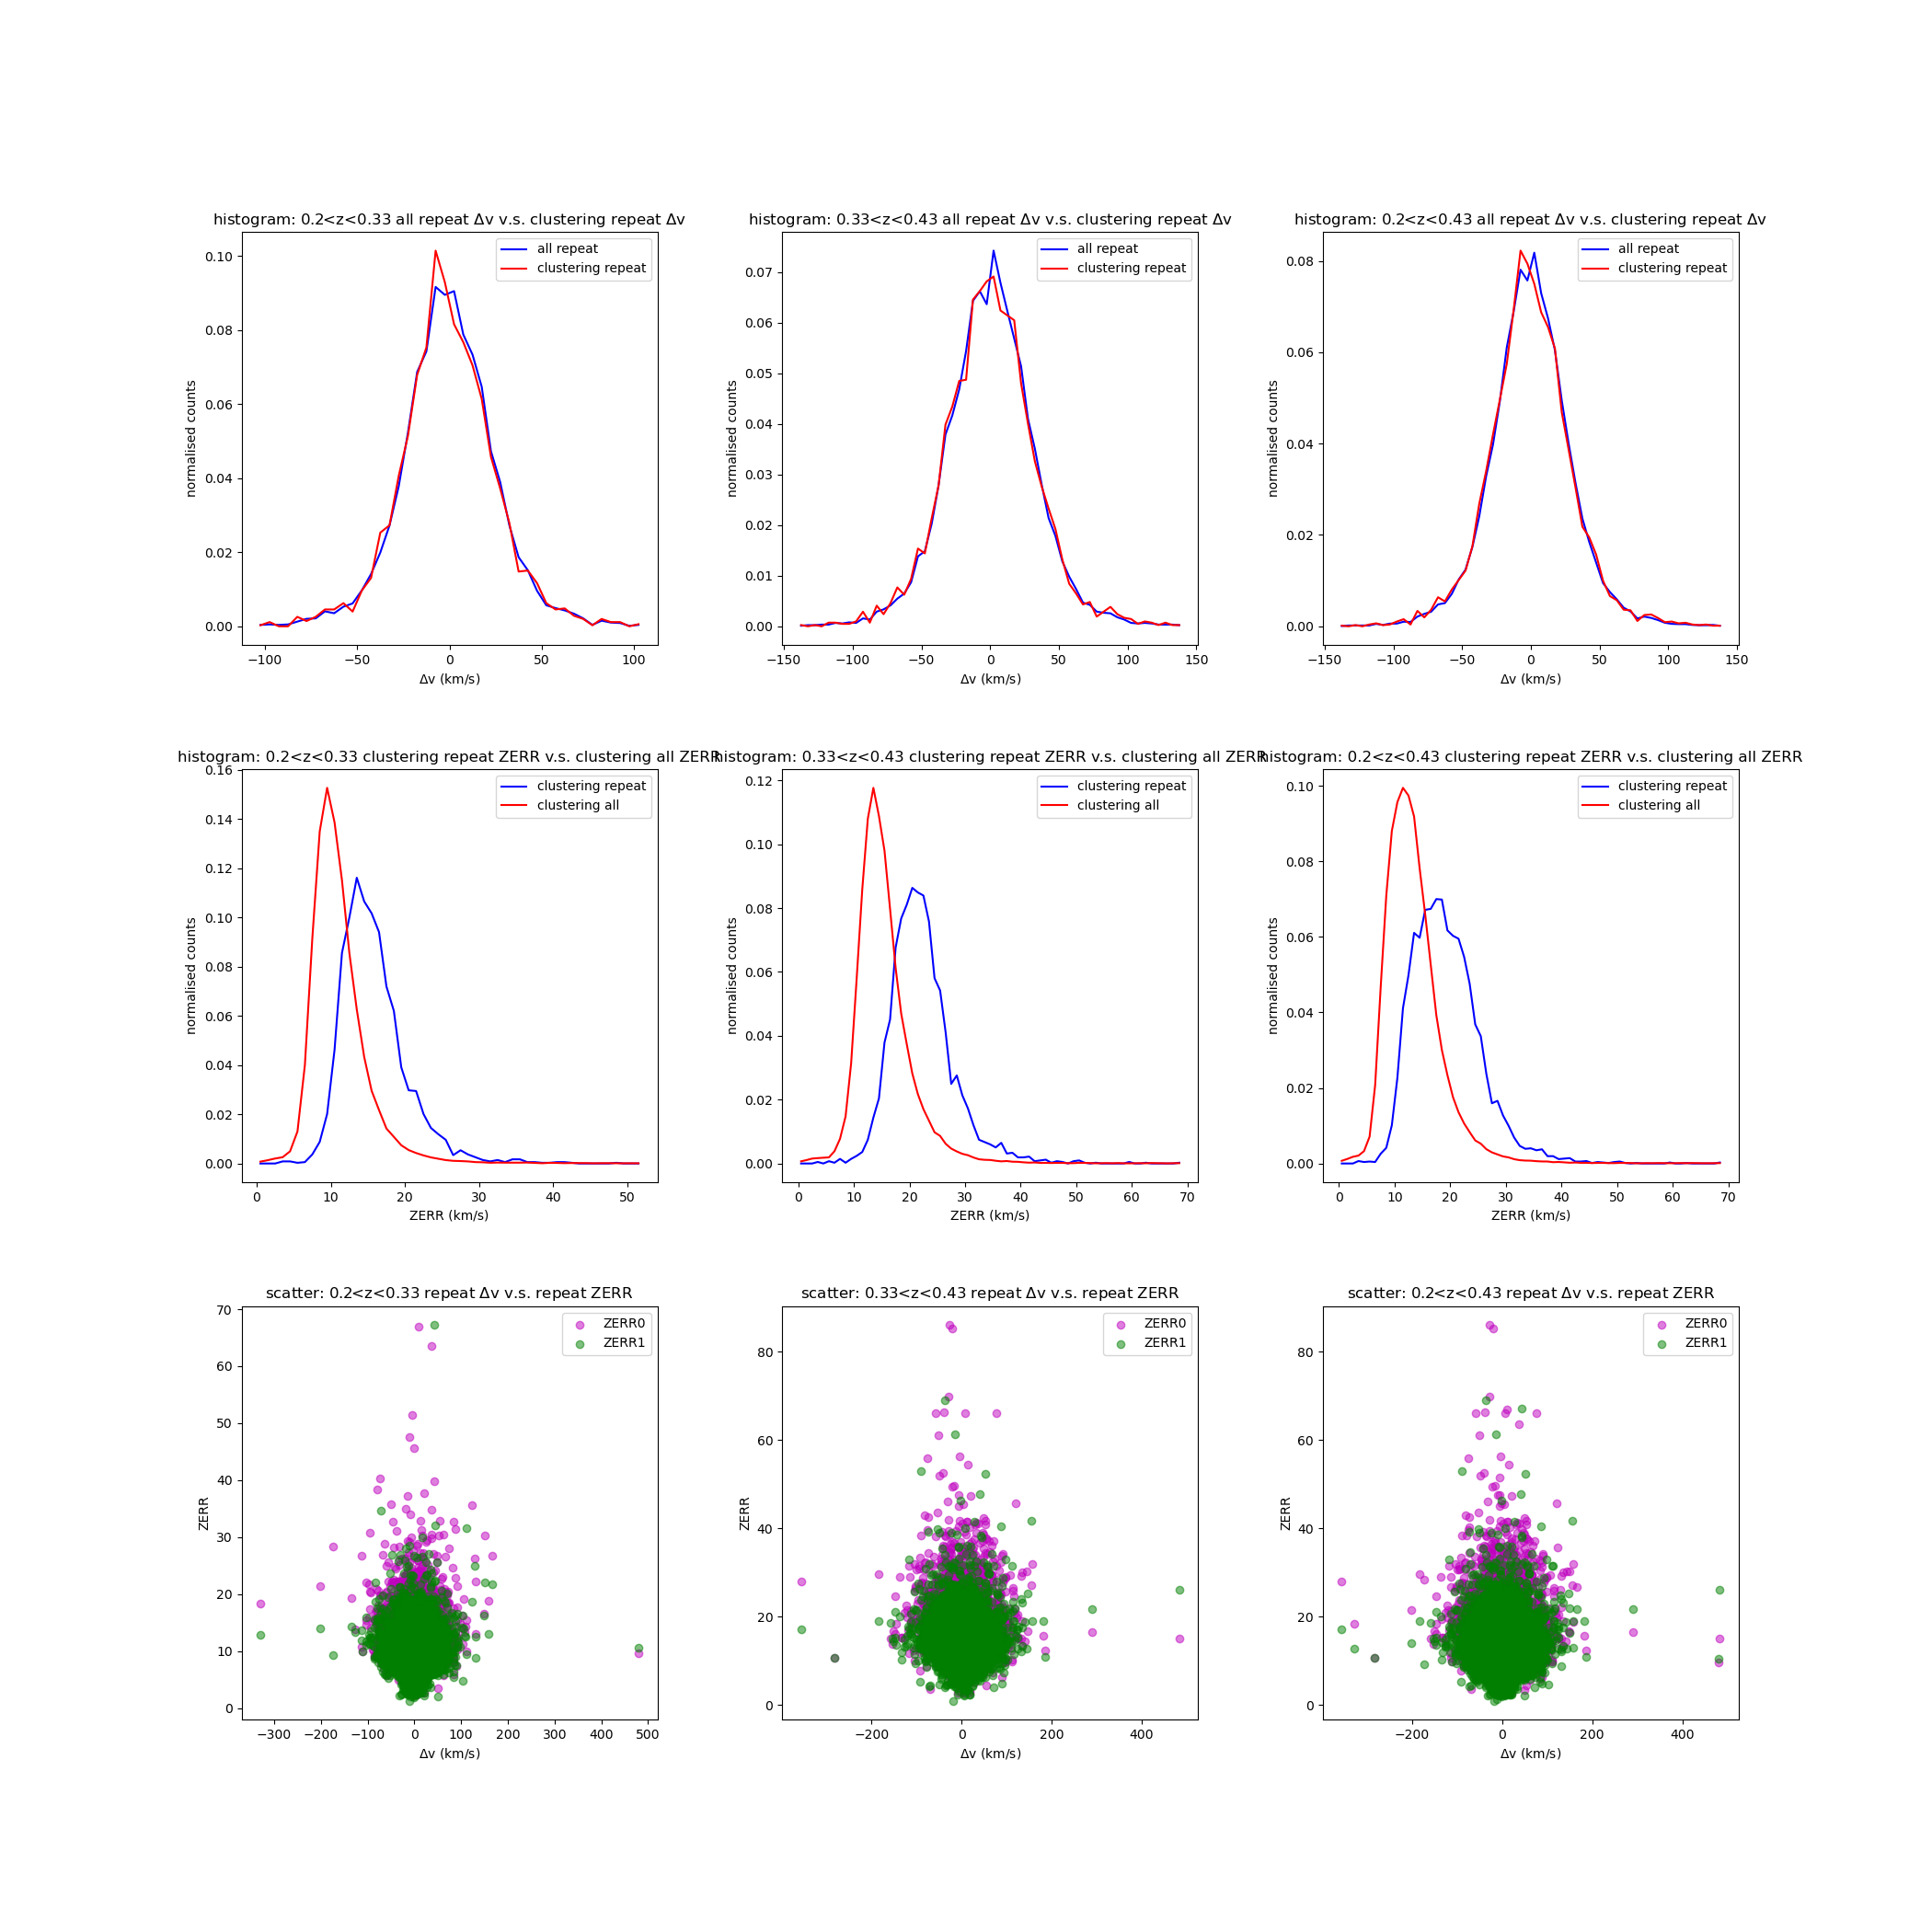 histogram: 0.2<z<0.33 all repeat Δv v.s. clustering repeat Δv
all repeat
clustering repeat
normalised counts
0.10
0.08
0.06
0.04
0.02
0.00
−100
−50
0
50
100
Δv (km/s)
histogram: 0.33<z<0.43 all repeat Δv v.s. clustering repeat Δv
all repeat
clustering repeat
normalised counts
0.07
0.06
0.05
0.04
0.03
0.02
0.01
0.00
−150
−100
−50
0
50
100
150
Δv (km/s)
histogram: 0.2<z<0.43 all repeat Δv v.s. clustering repeat Δv
all repeat
clustering repeat
normalised counts
0.08
0.06
0.04
0.02
0.00
−150
−100
−50
0
50
100
150
Δv (km/s)
histogram: 0.2<z<0.33 clustering repeat ZERR v.s. clustering all ZERR
clustering repeat
clustering all
normalised counts
0.16
0.14
0.12
0.10
0.08
0.06
0.04
0.02
0.00
0
10
20
30
40
50
ZERR (km/s)
histogram: 0.33<z<0.43 clustering repeat ZERR v.s. clustering all ZERR
clustering repeat
clustering all
normalised counts
0.12
0.10
0.08
0.06
0.04
0.02
0.00
0
10
20
30
40
50
60
70
ZERR (km/s)
histogram: 0.2<z<0.43 clustering repeat ZERR v.s. clustering all ZERR
clustering repeat
clustering all
normalised counts
0.10
0.08
0.06
0.04
0.02
0.00
0
10
20
30
40
50
60
70
ZERR (km/s)
scatter: 0.2<z<0.33 repeat Δv v.s. repeat ZERR
ZERR0
ZERR1
ZERR
70
60
50
40
30
20
10
0
−300
−200
−100
0
100
200
300
400
500
Δv (km/s)
scatter: 0.33<z<0.43 repeat Δv v.s. repeat ZERR
ZERR0
ZERR1
ZERR
80
60
40
20
0
−200
0
200
400
Δv (km/s)
scatter: 0.2<z<0.43 repeat Δv v.s. repeat ZERR
ZERR0
ZERR1
ZERR
80
60
40
20
0
−200
0
200
400
Δv (km/s)